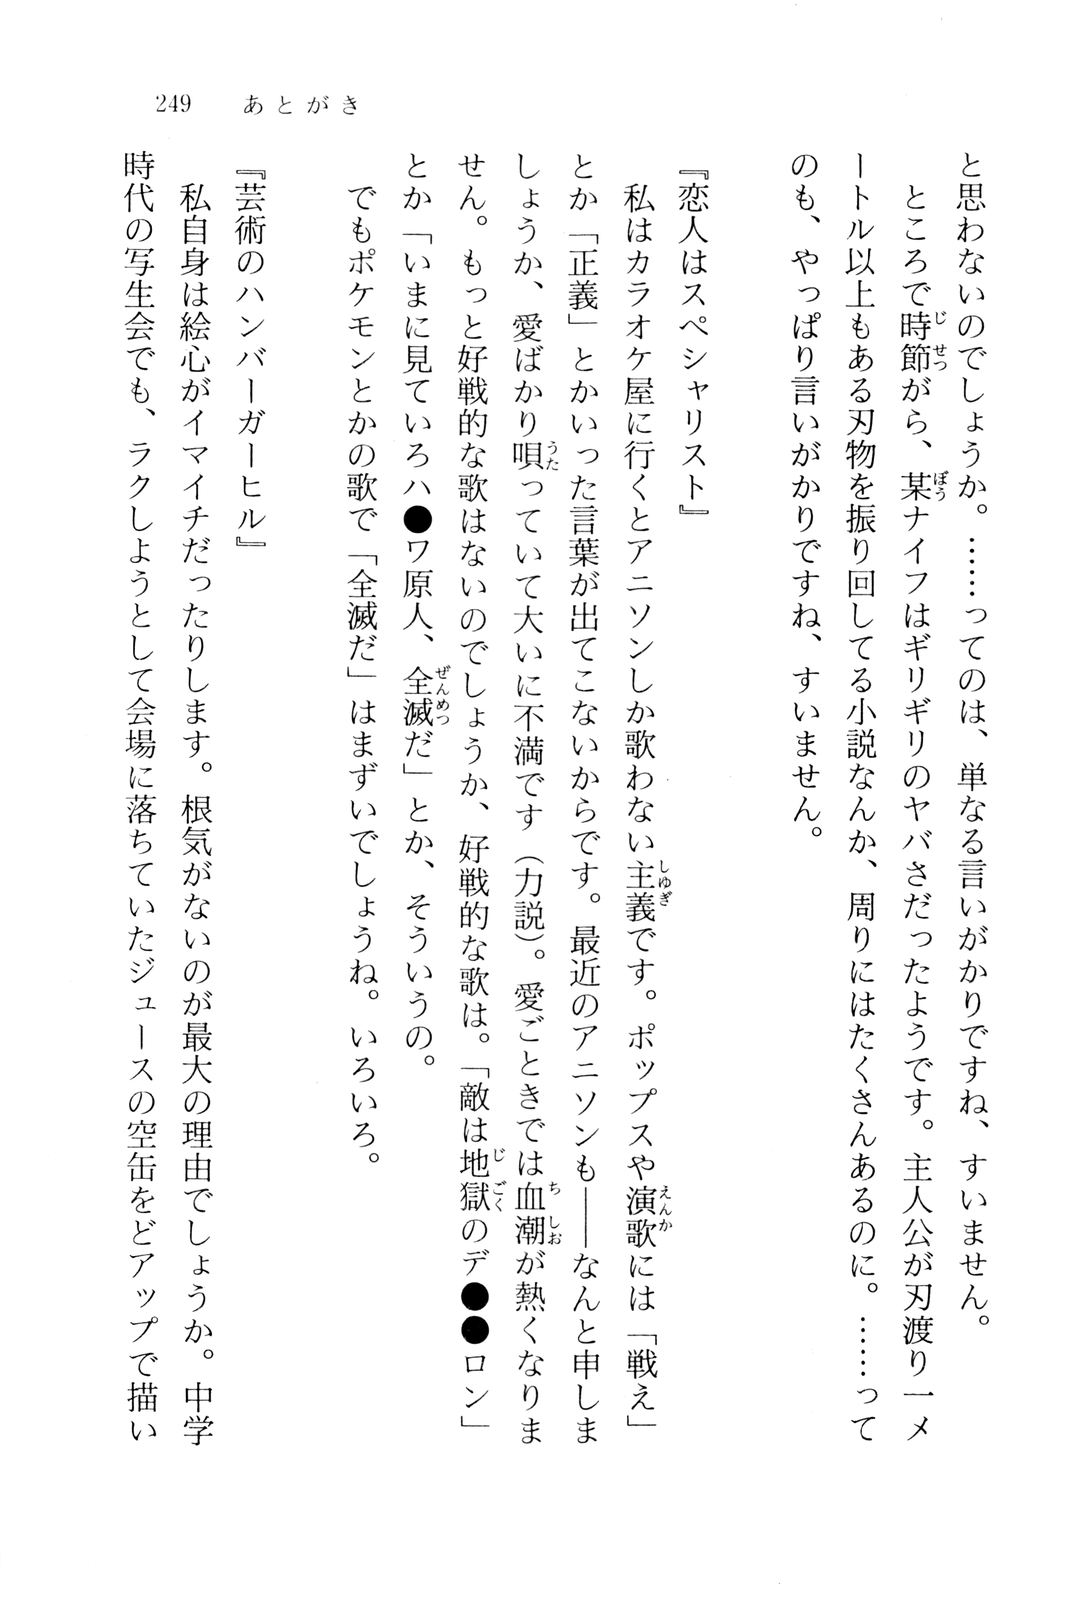 249 あとがき
と思わないのでしょうか。……ってのは、単なる言いがかりですね、すいません。
ところで時節がら、某ナイフはギリギリのヤバさだったようです。主人公が刃渡り一メ
ートル以上もある刃物を振り回してる小説なんか、周りにはたくさんあるのに。……って
のも、やっぱり言いがかりですね、すいません。
『恋人はスペシャリスト』
私はカラオケ屋に行くとアニソンしか歌わない主義です。ポップスや演歌には「戦え」
とか「正義」とかいった言葉が出てこないからです。最近のアニソンも――なんと申しま
しょうか、愛ばかり唄っていて大いに不満です（力説）。愛ごときでは血潮が熱くなりま
せん。もっと好戦的な歌はないのでしょうか、好戦的な歌は。「敵は地獄のデ●●ロン」
とか「いまに見ていろハ●ワ原人、全滅だ」とか、そういうの。
でもポケモンとかの歌で「全滅だ」はまずいでしょうね。いろいろ。
『芸術のハンバーガーヒル』
私自身は絵心がイマイチだったりします。根気がないのが最大の理由でしょうか。中学
時代の写生会でも、ラクしようとして会場に落ちていたジュースの空缶をどアップで描い